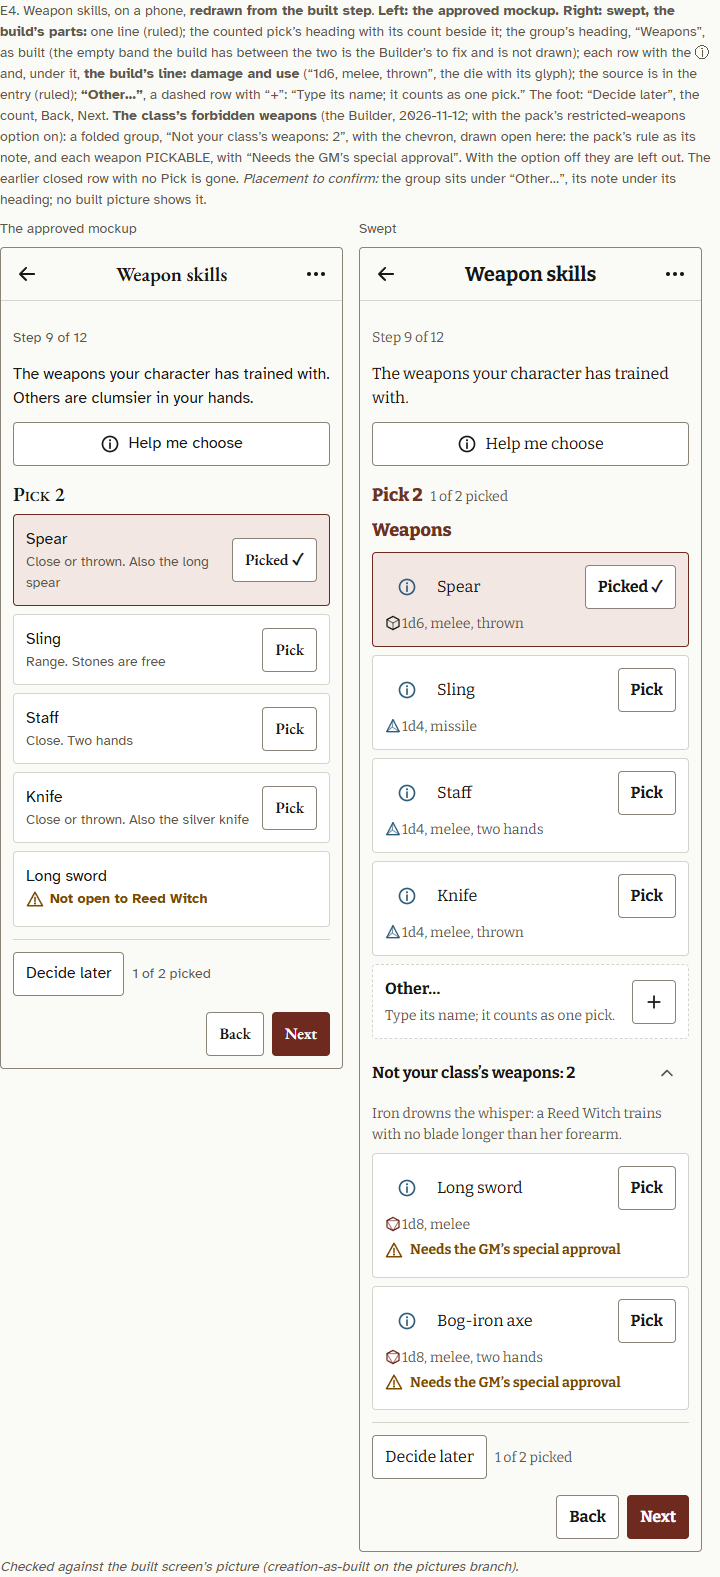 E4. Weapon skills, on a phone, redrawn from the built step. Left: the approved mockup. Right: swept, the
build's parts: one line (ruled); the counted pick's heading with its count beside it; the group's heading, “Weapons”,
as built (the empty band the build has between the two is the Builder's to fix and is not drawn); each row with the ⓘ
and, under it, the build's line: damage and use (“1d6, melee, thrown”, the die with its glyph); the source is in the
entry (ruled); “Other…”, a dashed row with “+”: “Type its name; it counts as one pick.” The foot: “Decide later”, the
count, Back, Next. The class's forbidden weapons (the Builder, 2026-11-12; with the pack's restricted-weapons
option on): a folded group, “Not your class's weapons: 2”, with the chevron, drawn open here: the pack's rule as its
note, and each weapon PICKABLE, with “Needs the GM's special approval”. With the option off they are left out. The
earlier closed row with no Pick is gone. Placement to confirm: the group sits under “Other…”, its note under its
heading; no built picture shows it.
The approved mockup
Weapon skills
Step 9 of 12
The weapons your character has trained with.
Others are clumsier in your hands.
Help me choose
Pick 2
Spear
Close or thrown. Also the long
spear
Picked ✓
Sling
Range. Stones are free
Pick
Staff
Close. Two hands
Pick
Knife
Close or thrown. Also the silver knife
Pick
Long sword
Not open to Reed Witch
Decide later
1 of 2 picked
Back
Next
Swept
Weapon skills
Step 9 of 12
The weapons your character has trained
with.
Help me choose
Pick 2 1 of 2 picked
Weapons
Spear
Picked ✓
1d6, melee, thrown
Sling
Pick
1d4, missile
Staff
Pick
1d4, melee, two hands
Knife
Pick
1d4, melee, thrown
Other…
Type its name; it counts as one pick.
+
Not your class's weapons: 2
Iron drowns the whisper: a Reed Witch trains
with no blade longer than her forearm.
Long sword
Pick
1d8, melee
Needs the GM's special approval
Bog-iron axe
Pick
1d8, melee, two hands
Needs the GM's special approval
Decide later
1 of 2 picked
Back
Next
Checked against the built screen's picture (creation-as-built on the pictures branch).